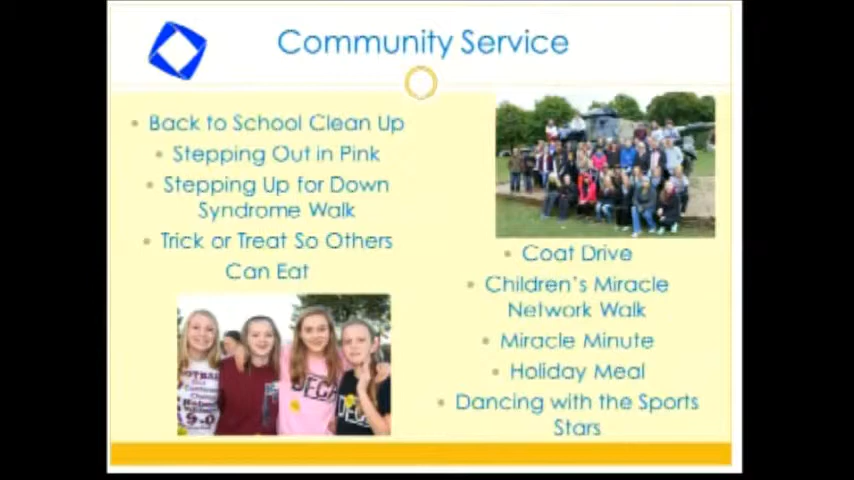 Community Service
Back to School Clean Up
Stepping Out in Pink
Stepping Up for Down
Syndrome Walk
Trick or Treat So Others
Can Eat
Coat Drive
Children's Miracle
Network Walk
Miracle Minute
Holiday Meal
Dancing with the Sports
Stars
9-0